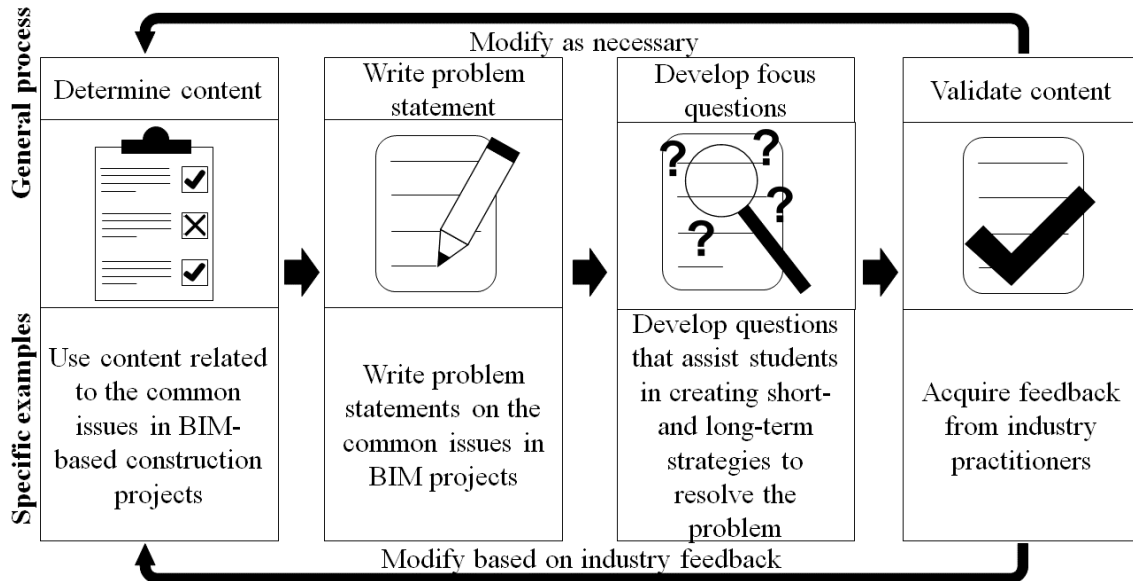 General process
Modify as necessary
Determine content
Write problem
statement
Develop focus
questions
Validate content
?
?
?
?
Specific examples
Use content related
to the common
issues in BIM-
based construction
projects
Write problem
statements on the
common issues in
BIM projects
Develop questions
that assist students
in creating short-
and long-term
strategies to
resolve the
problem
Acquire feedback
from industry
practitioners
Modify based on industry feedback